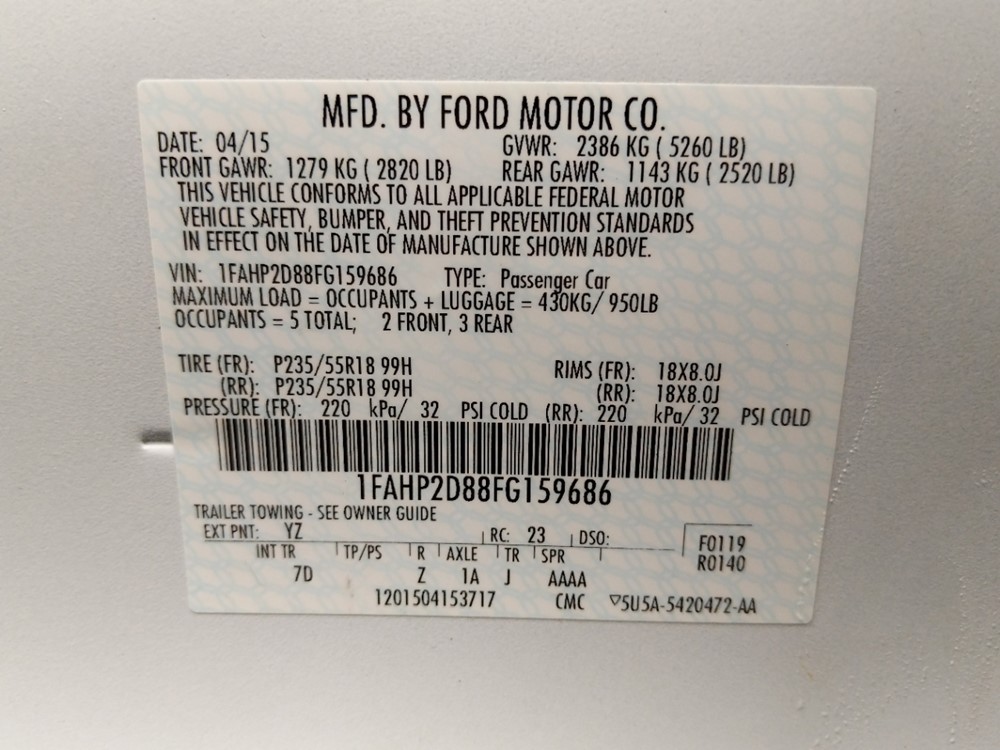 MFD. BY FORD MOTOR CO.
DATE: 04/15 GVWR: 2386 KG ( 5260 LB)
FRONT GAWR: 1279 KG ( 2820 LB) REAR GAWR: 1143 KG ( 2520 LB)
THIS VEHICLE CONFORMS TO ALL APPLICABLE FEDERAL MOTOR
VEHICLE SAFETY, BUMPER, AND THEFT PREVENTION STANDARDS
IN EFFECT ON THE DATE OF MANUFACTURE SHOWN ABOVE.
VIN: 1FAHP2D88FG159686 TYPE: Passenger Car
MAXIMUM LOAD = OCCUPANTS + LUGGAGE = 430KG/ 950LB
OCCUPANTS = 5 TOTAL; 2 FRONT, 3 REAR
TIRE (FR): P235/55R18 99H RIMS (FR): 18X8.0J
(RR): P235/55R18 99H (RR): 18X8.0J
PRESSURE (FR): 220 kPa/ 32 PSI COLD (RR): 220 kPa/ 32 PSI COLD
1FAHP2D88FG159686
TRAILER TOWING - SEE OWNER GUIDE
EXT PNT: YZ RC: 23 DSO: F0119
INT TR TP/PS R AXLE TR SPR R0140
7D Z 1A J AAAA
1201504153717 CMC ▽5U5A-5420472-AA